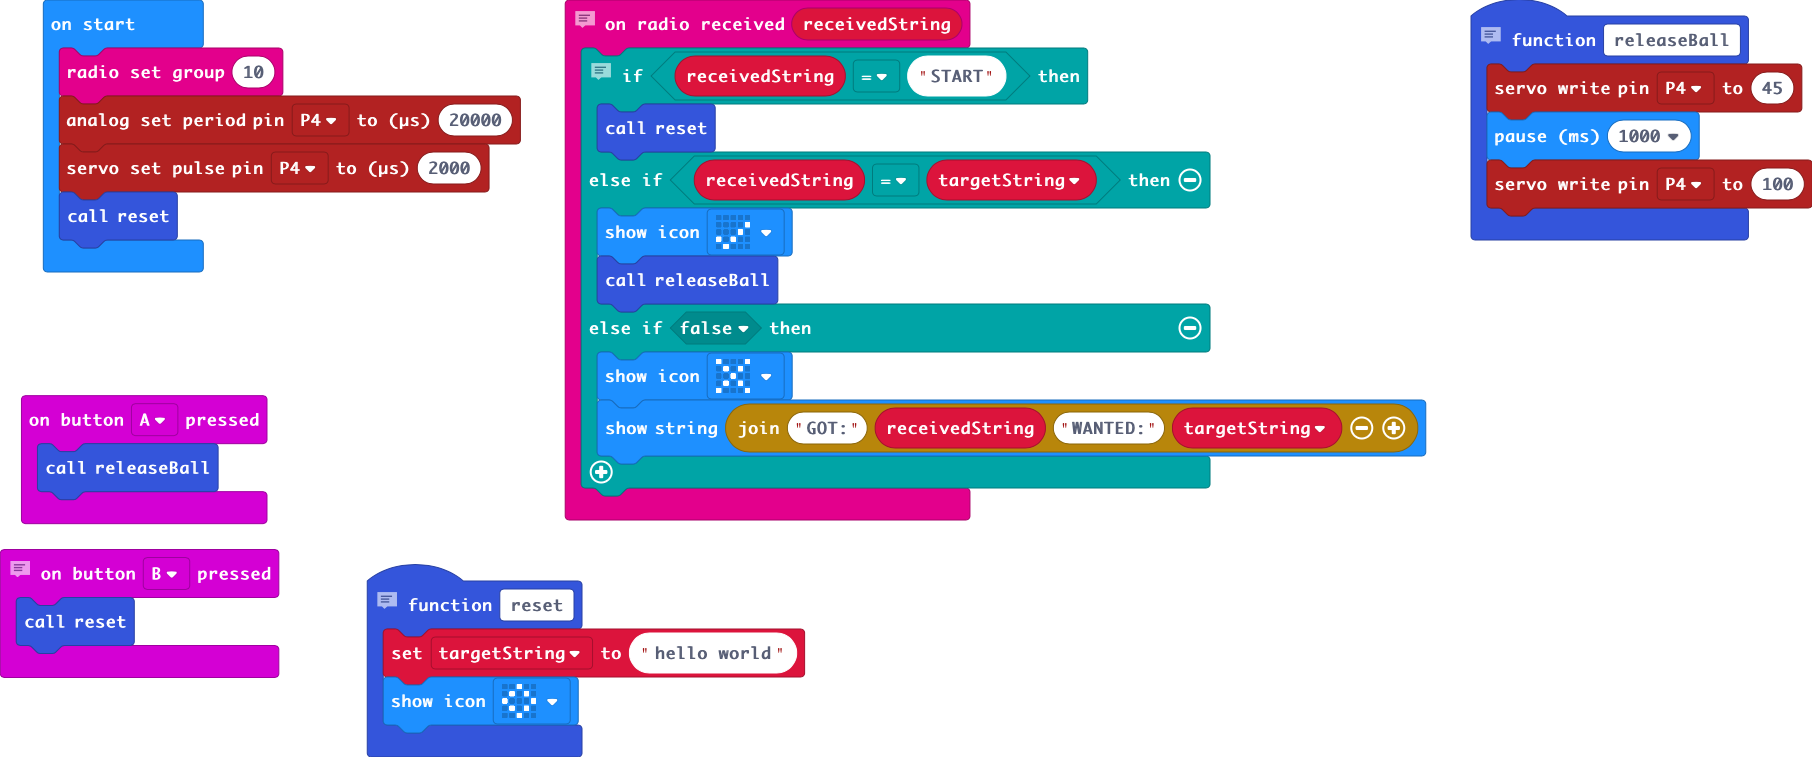 on start
radio set group 10
analog set period pin P4 to (µs) 20000
servo set pulse pin P4 to (µs) 2000
call reset
on radio received receivedString
if receivedString = "START" then
call reset
else if receivedString = targetString then
show icon
call releaseBall
else if false then
show icon
show string join "GOT:" receivedString "WANTED:" targetString
function releaseBall
servo write pin P4 to 45
pause (ms) 1000
servo write pin P4 to 100
on button A pressed
call releaseBall
on button B pressed
call reset
function reset
set targetString to "hello world"
show icon